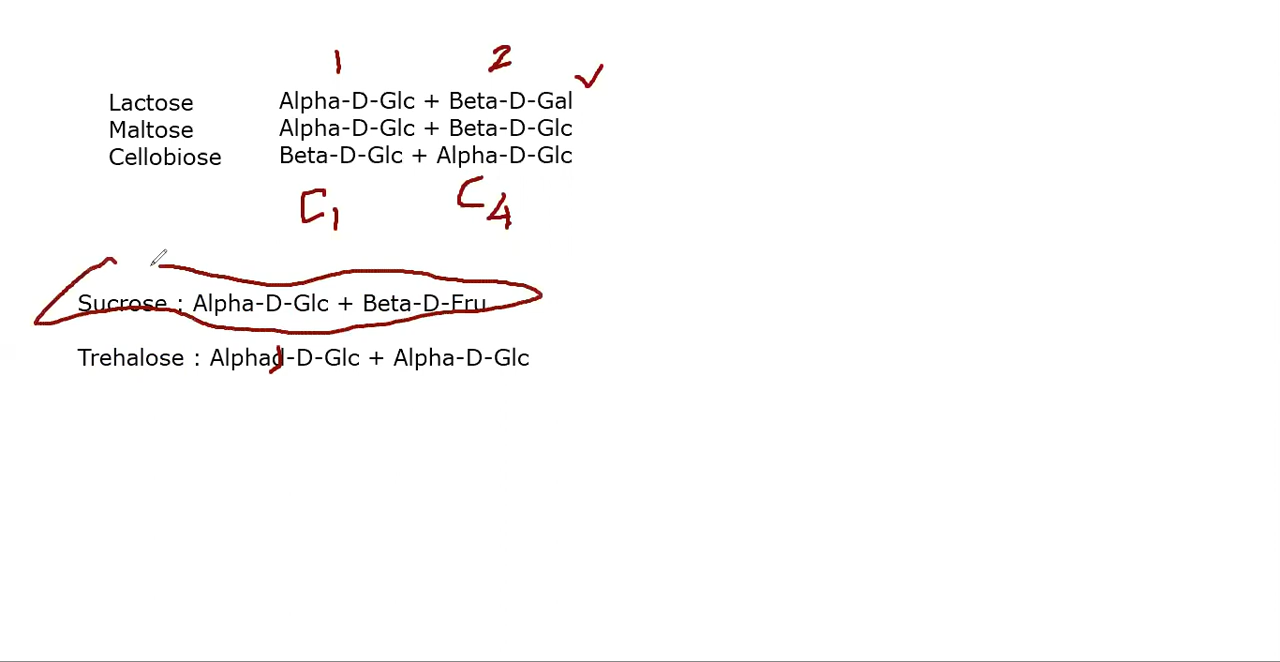 1 2
Lactose Alpha-D-Glc + Beta-D-Gal ✓
Maltose Alpha-D-Glc + Beta-D-Glc
Cellobiose Beta-D-Glc + Alpha-D-Glc
C1 C4
Sucrose : Alpha-D-Glc + Beta-D-Fru
Trehalose : Alphad-D-Glc + Alpha-D-Glc